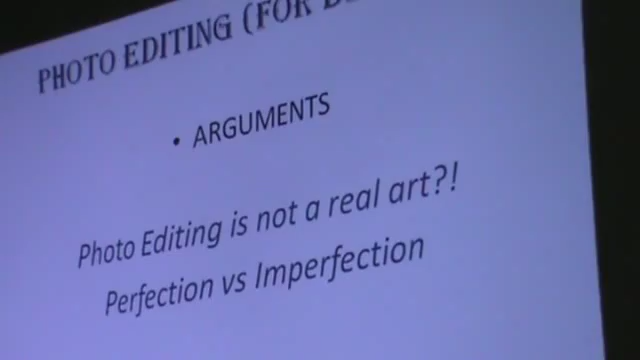 PHOTO EDITING (FOR
• ARGUMENTS
Photo Editing is not a real art?!
Perfection vs Imperfection